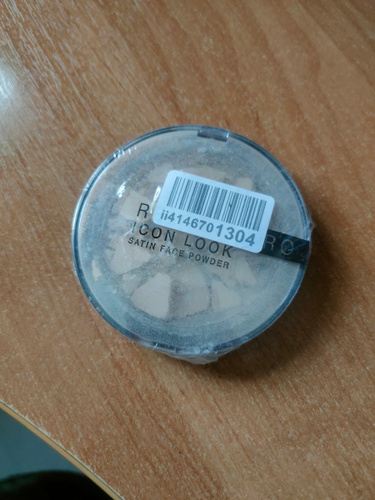 ii4146701304
ICON LOOK
SATIN FACE POWDER